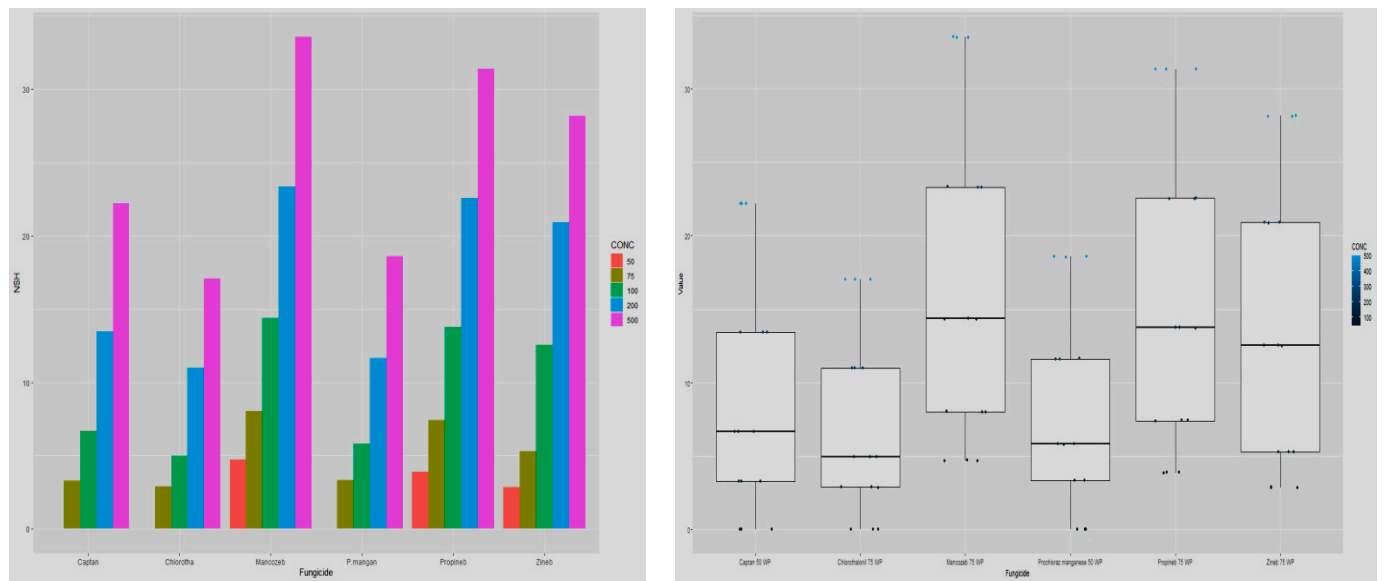 NSH
30
20
10
0
Captan Chlorotha Mancozeb P.mangan Propineb Zineb
Fungicide
CONC
50
75
100
200
500
Value
30
20
10
0
Captan 50 WP Chlorothalonil 75 WP Mancozeb 75 WP Prochloraz manganese 50 WP Propineb 75 WP Zineb 75 WP
Fungicide
CONC
500
400
300
200
100